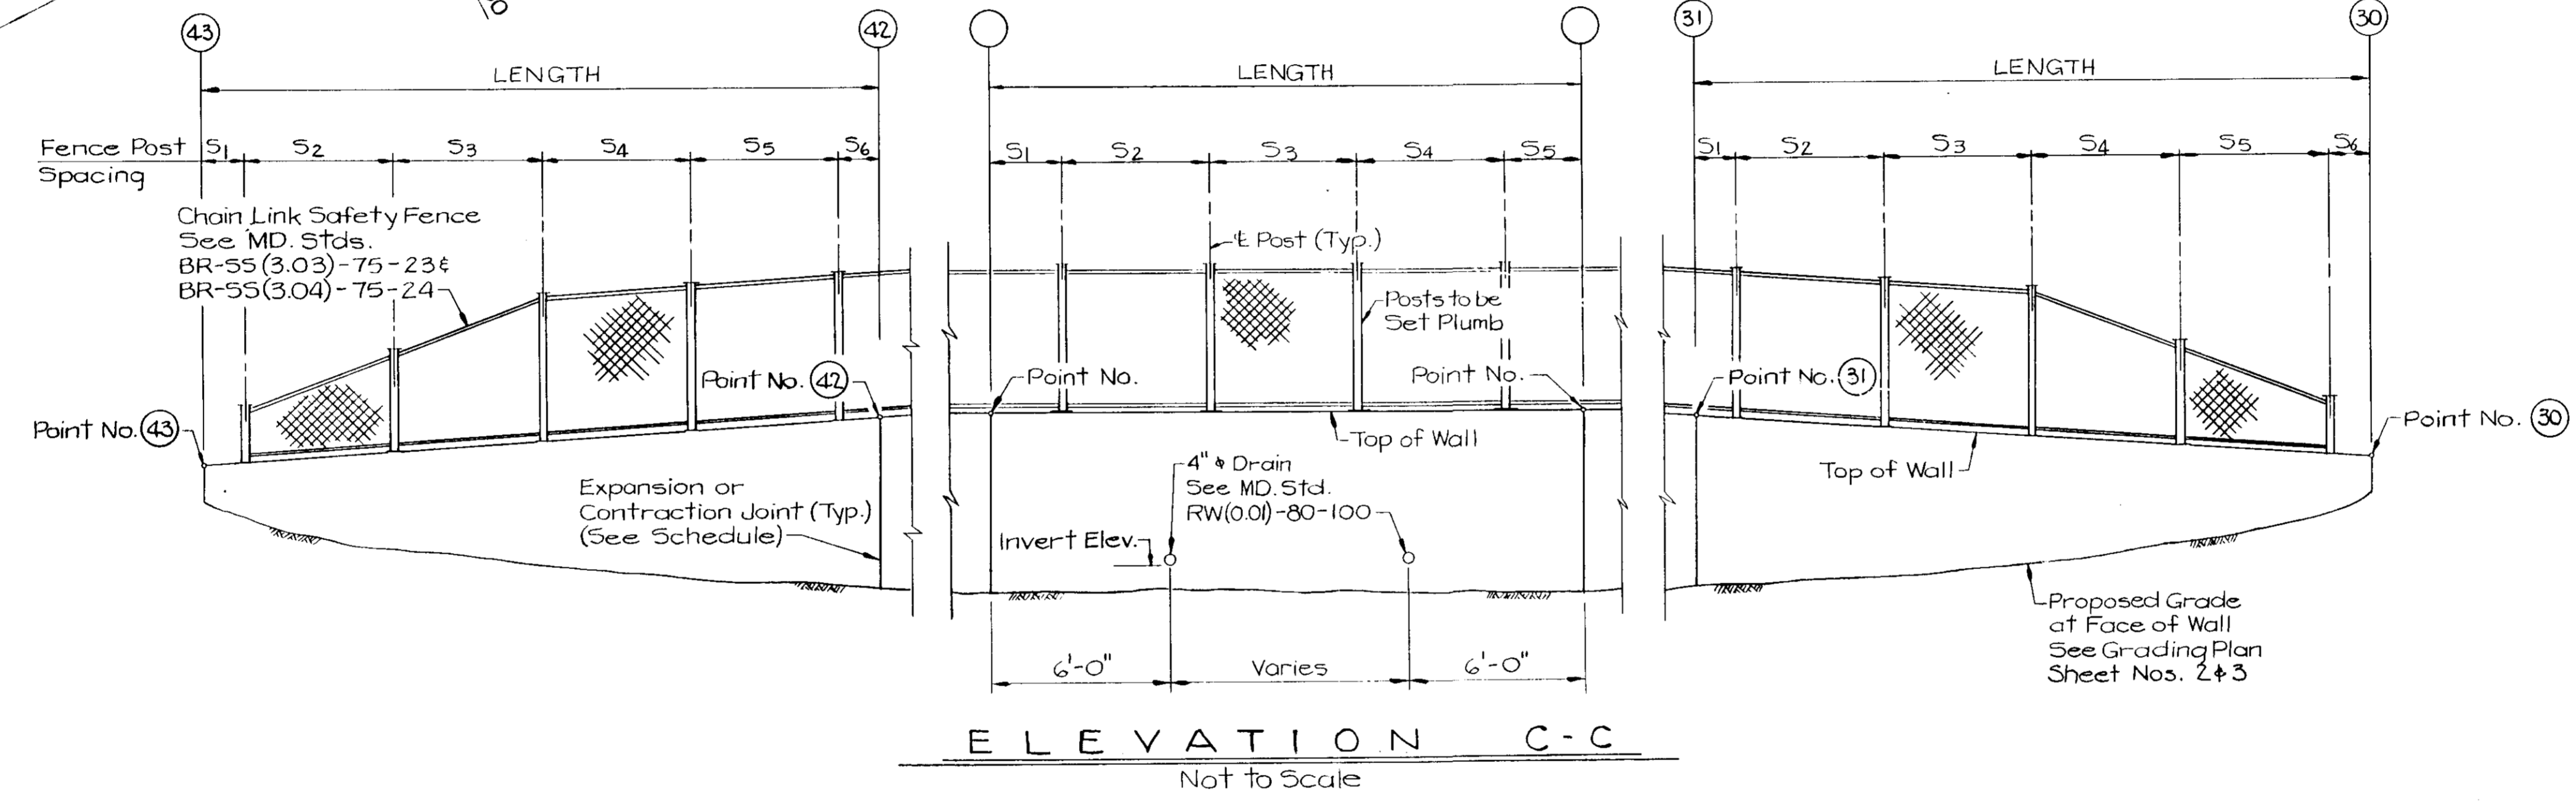 43
42
31
30
LENGTH
LENGTH
LENGTH
Fence Post
Spacing
S1 S2 S3 S4 S5 S6
S1 S2 S3 S4 S5
S1 S2 S3 S4 S5 S6
Chain Link Safety Fence
See MD. Stds.
BR-SS(3.03)-75-23 &
BR-SS(3.04)-75-24
℄ Post (Typ.)
Posts to be
Set Plumb
Point No. 43
Point No. 42
Point No.
Point No.
Point No. 31
Point No. 30
Top of Wall
Top of Wall
Expansion or
Contraction Joint (Typ.)
(See Schedule)
4" ϕ Drain
See MD. Std.
RW(0.01)-80-100
Invert Elev.
Proposed Grade
at Face of Wall
See Grading Plan
Sheet Nos. 2 & 3
6'-0" Varies 6'-0"
ELEVATION C-C
Not to Scale